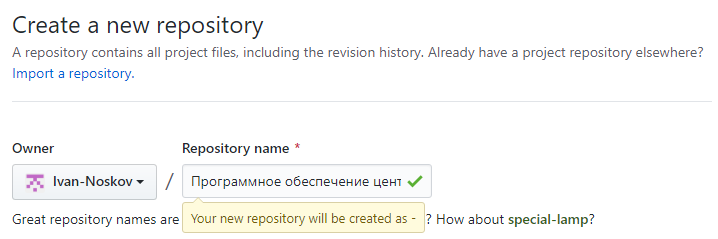 Create a new repository
A repository contains all project files, including the revision history. Already have a project repository elsewhere?
Import a repository.
Owner
Repository name *
Ivan-Noskov / Программное обеспечение цент
Your new repository will be created as -
Great repository names are ? How about special-lamp?